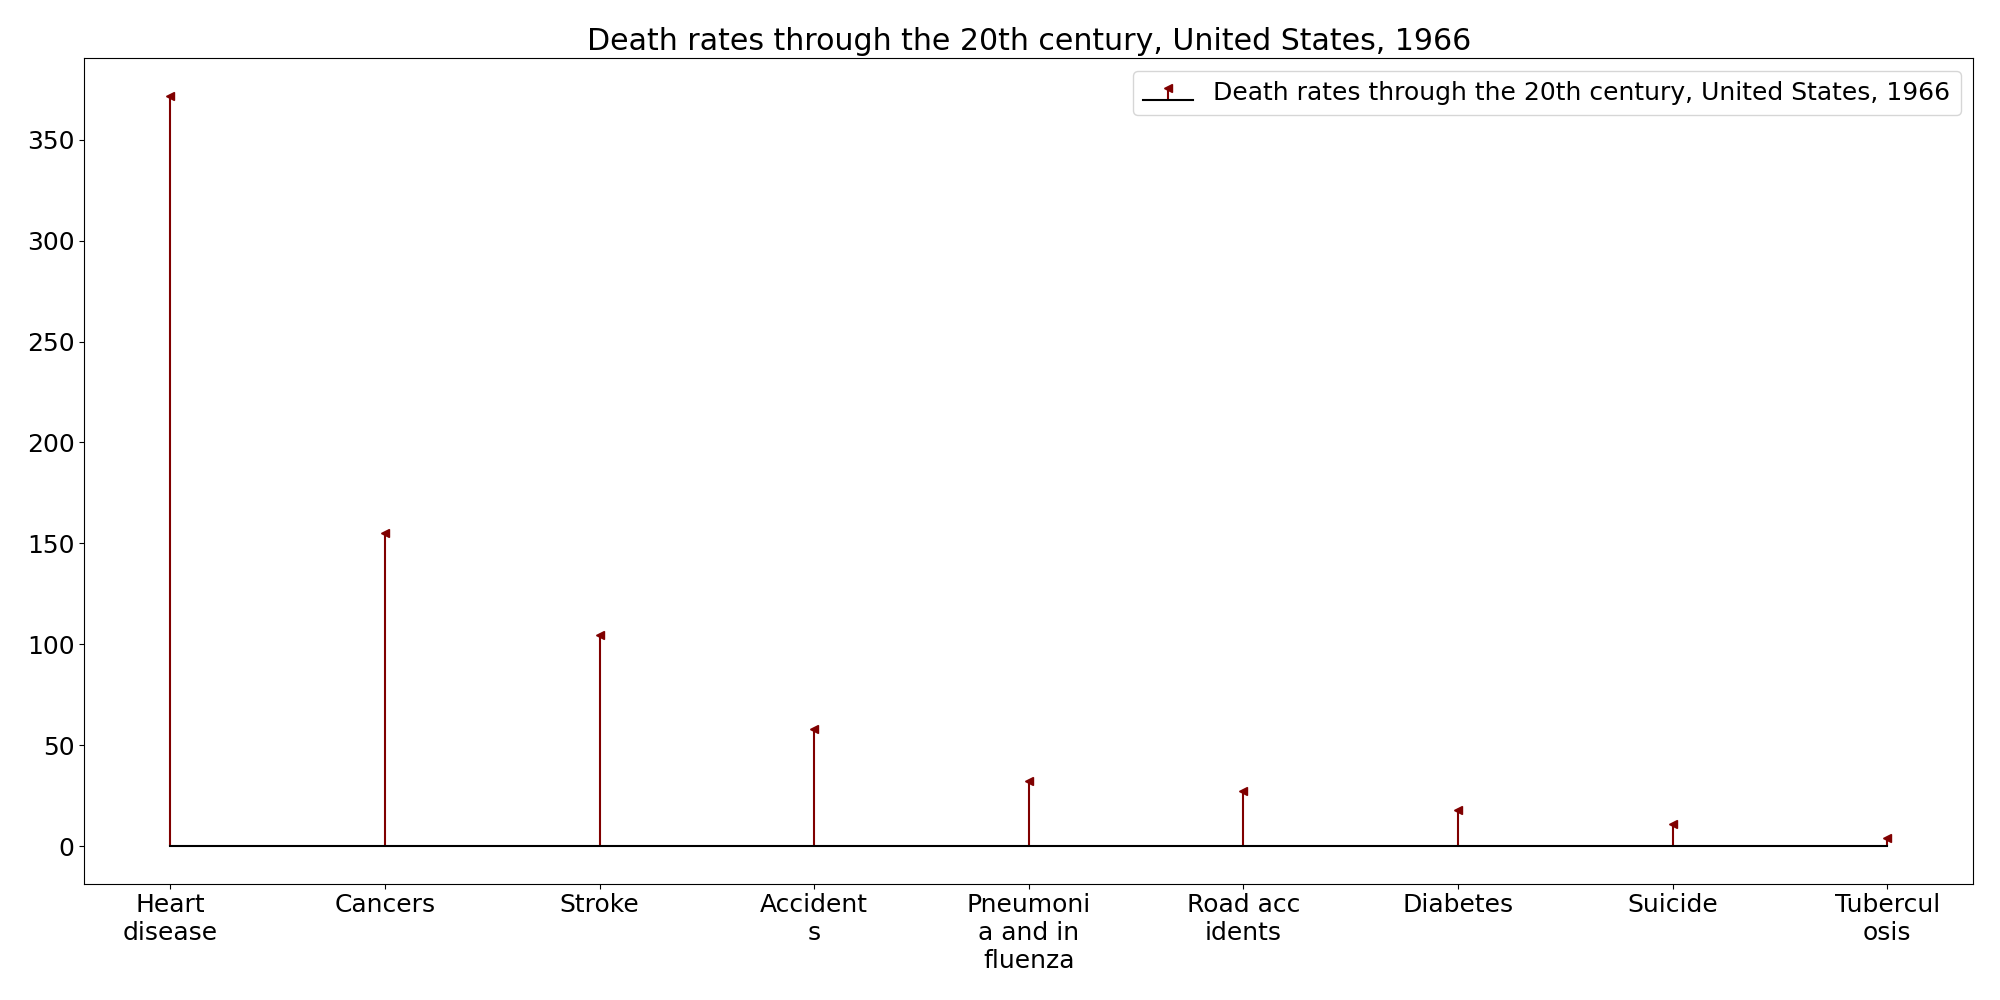 Death rates through the 20th century, United States, 1966
Death rates through the 20th century, United States, 1966
350
300
250
200
150
100
50
0
Heart
disease
Cancers
Stroke
Accident
s
Pneumoni
a and in
fluenza
Road acc
idents
Diabetes
Suicide
Tubercul
osis